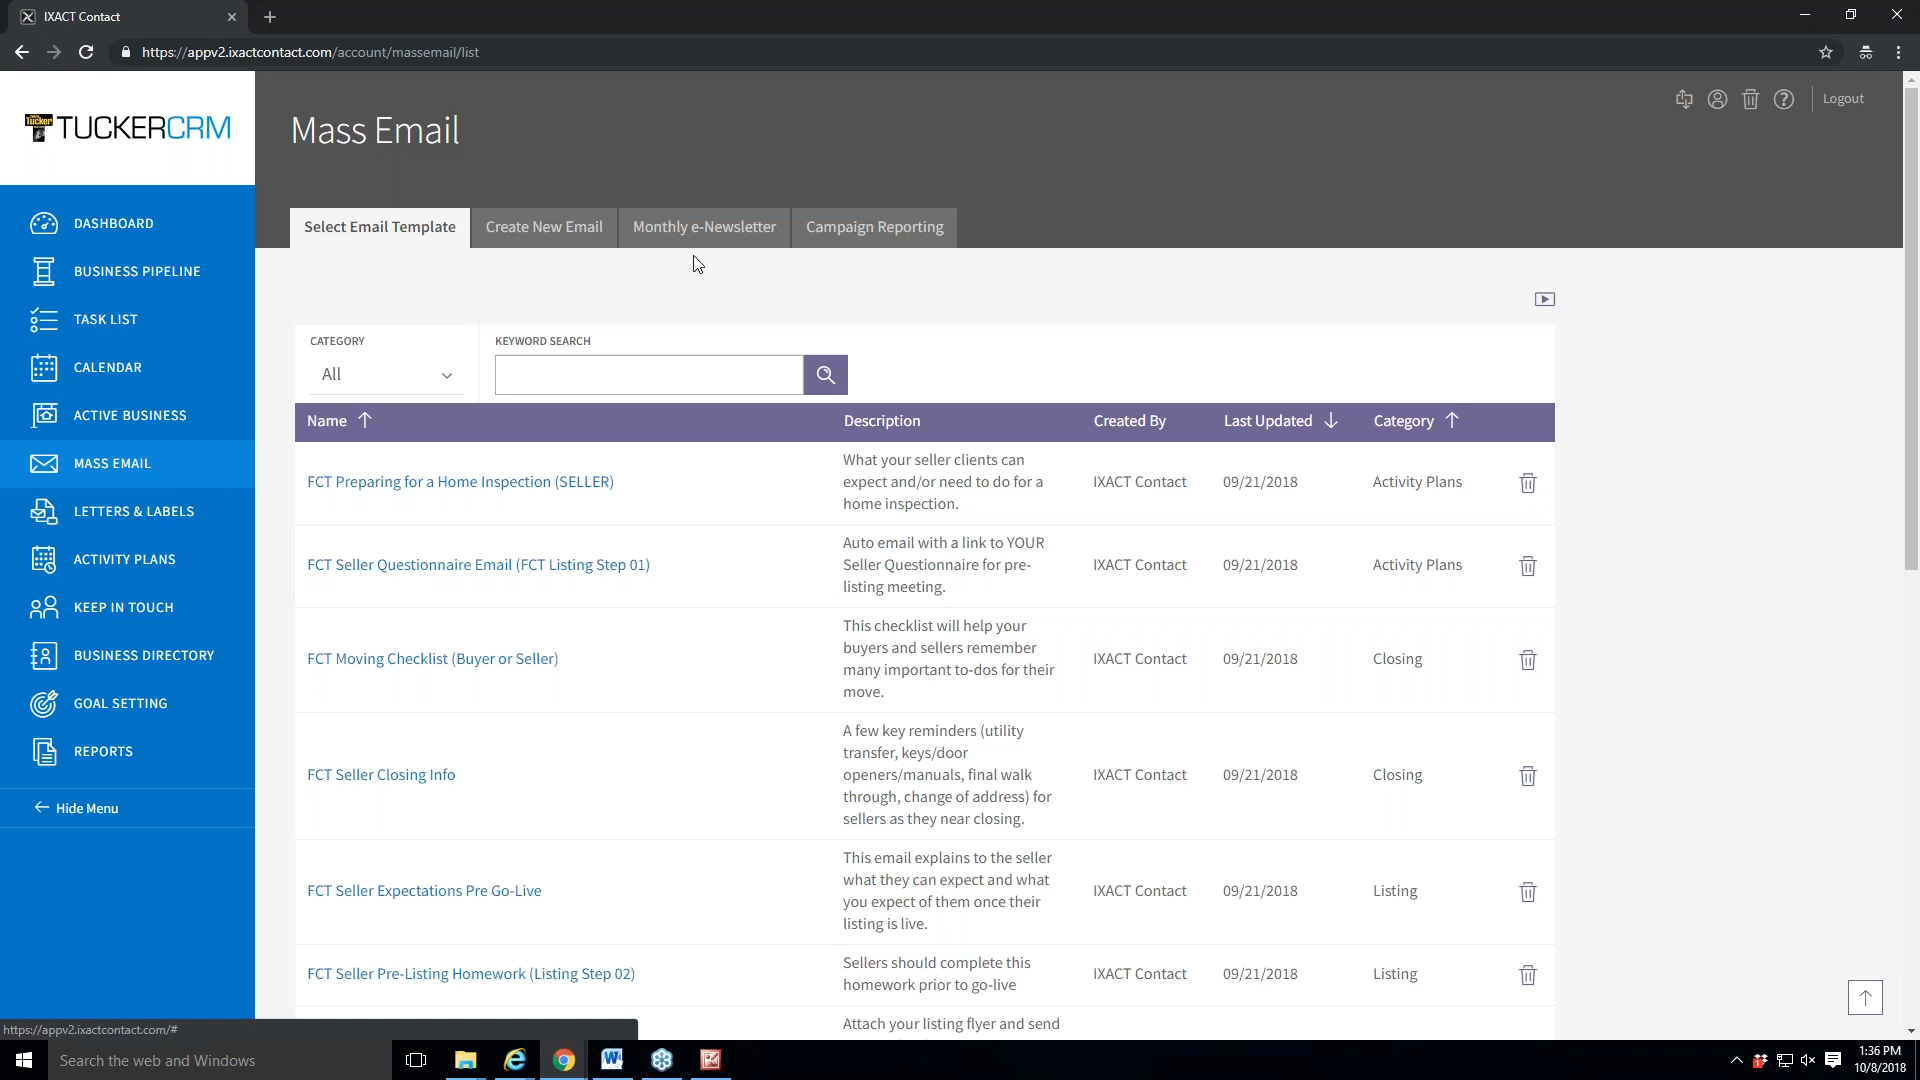 IXACT Contact
https://appv2.ixactcontact.com/account/massemail/list
Tucker TUCKERCRM
Mass Email
Logout
Select Email Template
Create New Email
Monthly e-Newsletter
Campaign Reporting
DASHBOARD
BUSINESS PIPELINE
TASK LIST
CALENDAR
ACTIVE BUSINESS
MASS EMAIL
LETTERS & LABELS
ACTIVITY PLANS
KEEP IN TOUCH
BUSINESS DIRECTORY
GOAL SETTING
REPORTS
Hide Menu
CATEGORY
All
KEYWORD SEARCH
Name Description Created By Last Updated Category
FCT Preparing for a Home Inspection (SELLER)
What your seller clients can
expect and/or need to do for a
home inspection.
IXACT Contact
09/21/2018
Activity Plans
FCT Seller Questionnaire Email (FCT Listing Step 01)
Auto email with a link to YOUR
Seller Questionnaire for pre-
listing meeting.
IXACT Contact
09/21/2018
Activity Plans
FCT Moving Checklist (Buyer or Seller)
This checklist will help your
buyers and sellers remember
many important to-dos for their
move.
IXACT Contact
09/21/2018
Closing
FCT Seller Closing Info
A few key reminders (utility
transfer, keys/door
openers/manuals, final walk
through, change of address) for
sellers as they near closing.
IXACT Contact
09/21/2018
Closing
FCT Seller Expectations Pre Go-Live
This email explains to the seller
what they can expect and what
you expect of them once their
listing is live.
IXACT Contact
09/21/2018
Listing
FCT Seller Pre-Listing Homework (Listing Step 02)
Sellers should complete this
homework prior to go-live
IXACT Contact
09/21/2018
Listing
Attach your listing flyer and send
https://appv2.ixactcontact.com/#
Search the web and Windows
1:36 PM
10/8/2018